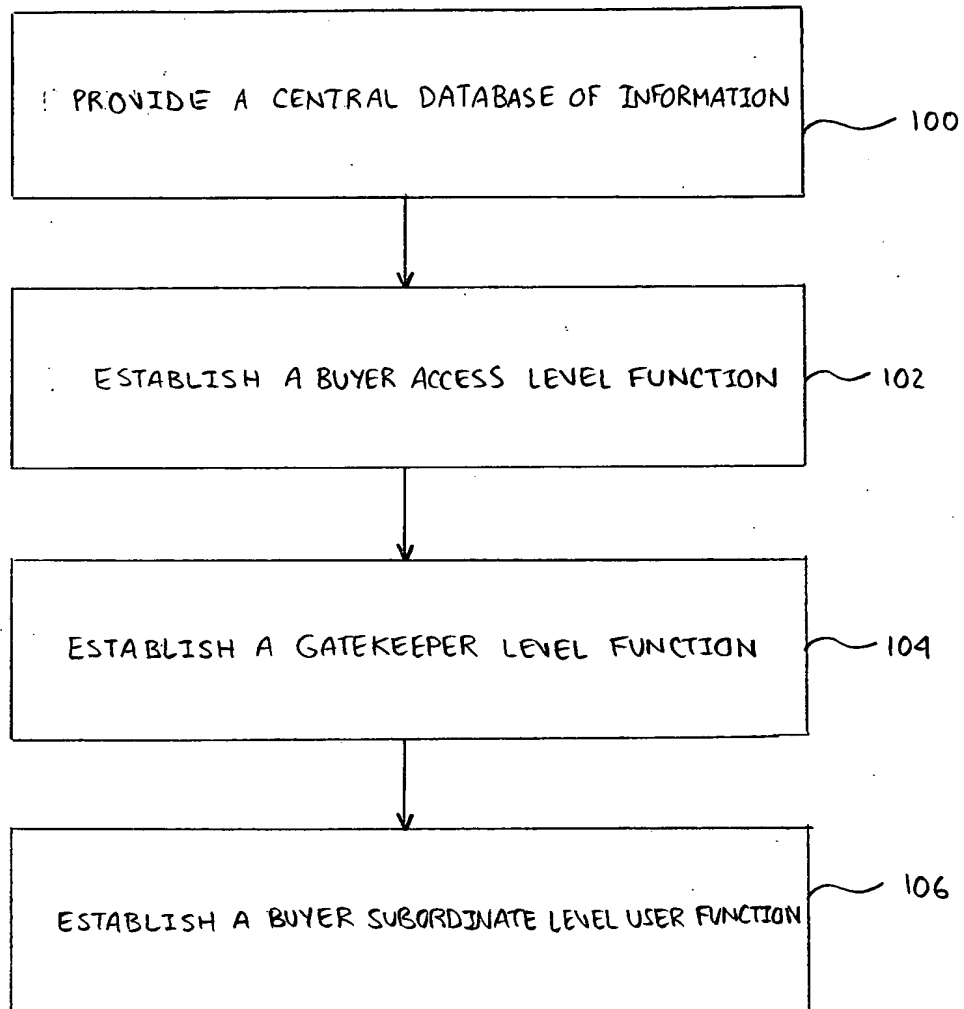 PROVIDE A CENTRAL DATABASE OF INFORMATION
100
ESTABLISH A BUYER ACCESS LEVEL FUNCTION
102
ESTABLISH A GATEKEEPER LEVEL FUNCTION
104
ESTABLISH A BUYER SUBORDINATE LEVEL USER FUNCTION
106